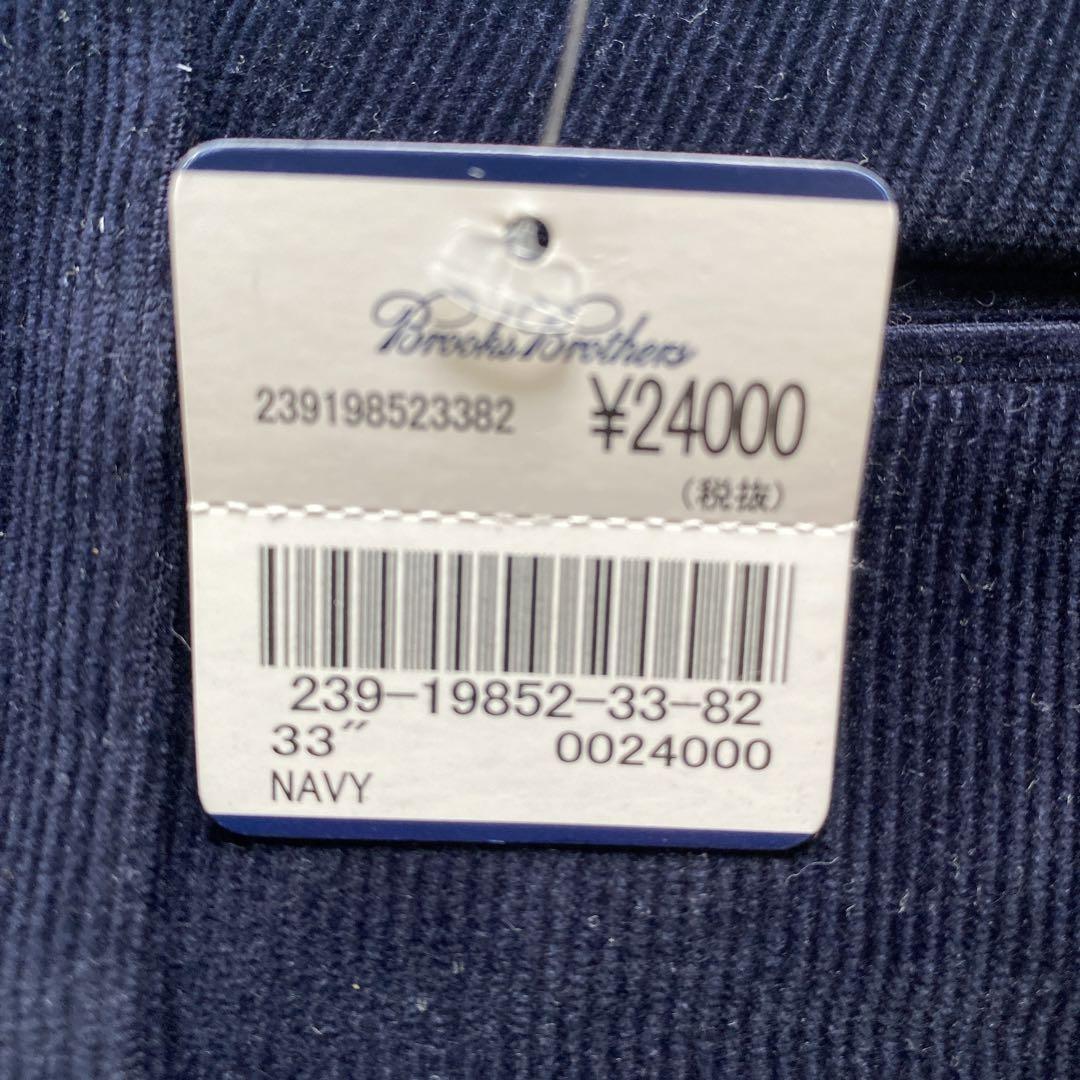 Brooks Brothers
239198523382 ¥24000
(税抜)
239-19852-33-82
33" 0024000
NAVY